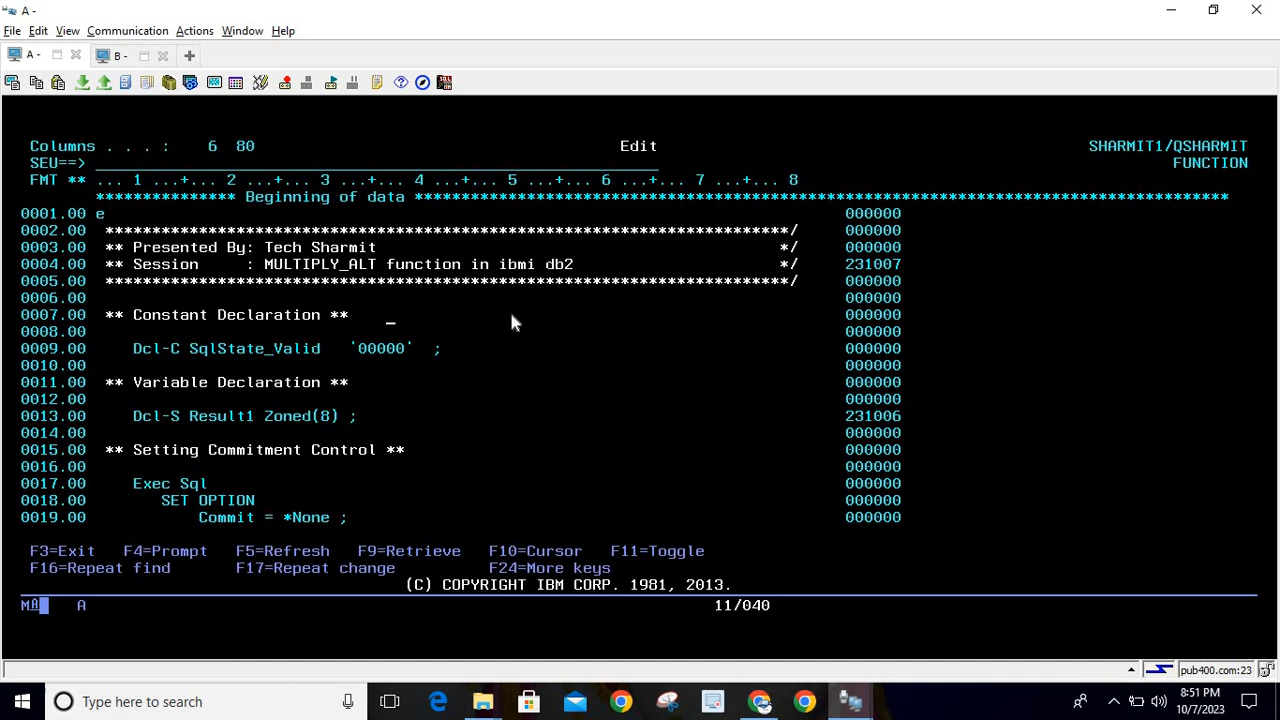 A -
File Edit View Communication Actions Window Help
A - B -
Columns . . . : 6 80 Edit SHARMIT1/QSHARMIT
SEU==> FUNCTION
FMT ** ... 1 ...+... 2 ...+... 3 ...+... 4 ...+... 5 ...+... 6 ...+... 7 ...+... 8
*************** Beginning of data ***************************************************************************************
0001.00 e 000000
0002.00 *************************************************************************/ 000000
0003.00 ** Presented By: Tech Sharmit */ 000000
0004.00 ** Session : MULTIPLY_ALT function in ibmi db2 */ 231007
0005.00 *************************************************************************/ 000000
0006.00 000000
0007.00 ** Constant Declaration ** _ 000000
0008.00 000000
0009.00 Dcl-C SqlState_Valid '00000' ; 000000
0010.00 000000
0011.00 ** Variable Declaration ** 000000
0012.00 000000
0013.00 Dcl-S Result1 Zoned(8) ; 231006
0014.00 000000
0015.00 ** Setting Commitment Control ** 000000
0016.00 000000
0017.00 Exec Sql 000000
0018.00 SET OPTION 000000
0019.00 Commit = *None ; 000000
F3=Exit F4=Prompt F5=Refresh F9=Retrieve F10=Cursor F11=Toggle
F16=Repeat find F17=Repeat change F24=More keys
(C) COPYRIGHT IBM CORP. 1981, 2013.
MA A 11/040
pub400.com:23
Type here to search
8:51 PM
10/7/2023